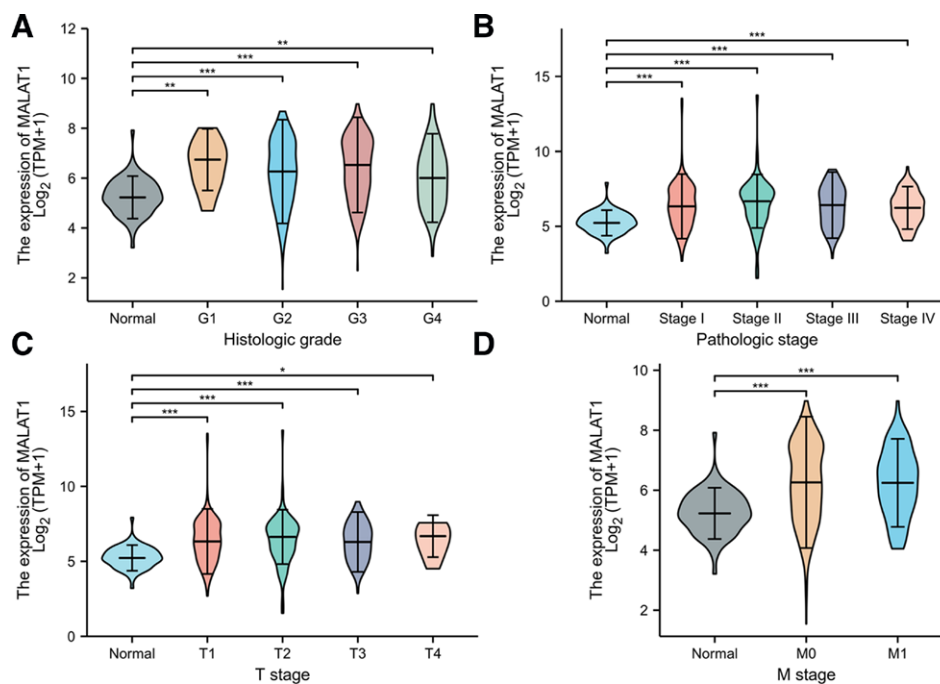 A
The expression of MALAT1
Log2 (TPM+1)
12
10
8
6
4
2
**
***
***
**
Normal G1 G2 G3 G4
Histologic grade
B
The expression of MALAT1
Log2 (TPM+1)
15
10
5
0
***
***
***
***
Normal Stage I Stage II Stage III Stage IV
Pathologic stage
C
The expression of MALAT1
Log2 (TPM+1)
15
10
5
0
*
***
***
***
Normal T1 T2 T3 T4
T stage
D
The expression of MALAT1
Log2 (TPM+1)
10
8
6
4
2
***
***
Normal M0 M1
M stage